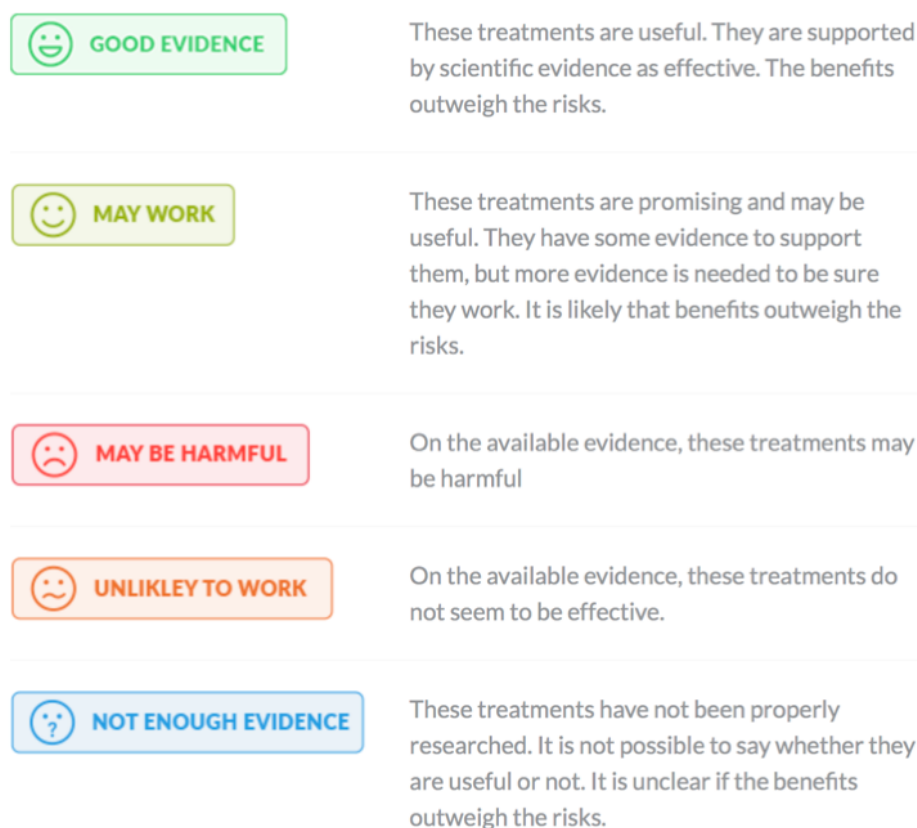 GOOD EVIDENCE
These treatments are useful. They are supported
by scientific evidence as effective. The benefits
outweigh the risks.
MAY WORK
These treatments are promising and may be
useful. They have some evidence to support
them, but more evidence is needed to be sure
they work. It is likely that benefits outweigh the
risks.
MAY BE HARMFUL
On the available evidence, these treatments may
be harmful
UNLIKLEY TO WORK
On the available evidence, these treatments do
not seem to be effective.
?
NOT ENOUGH EVIDENCE
These treatments have not been properly
researched. It is not possible to say whether they
are useful or not. It is unclear if the benefits
outweigh the risks.